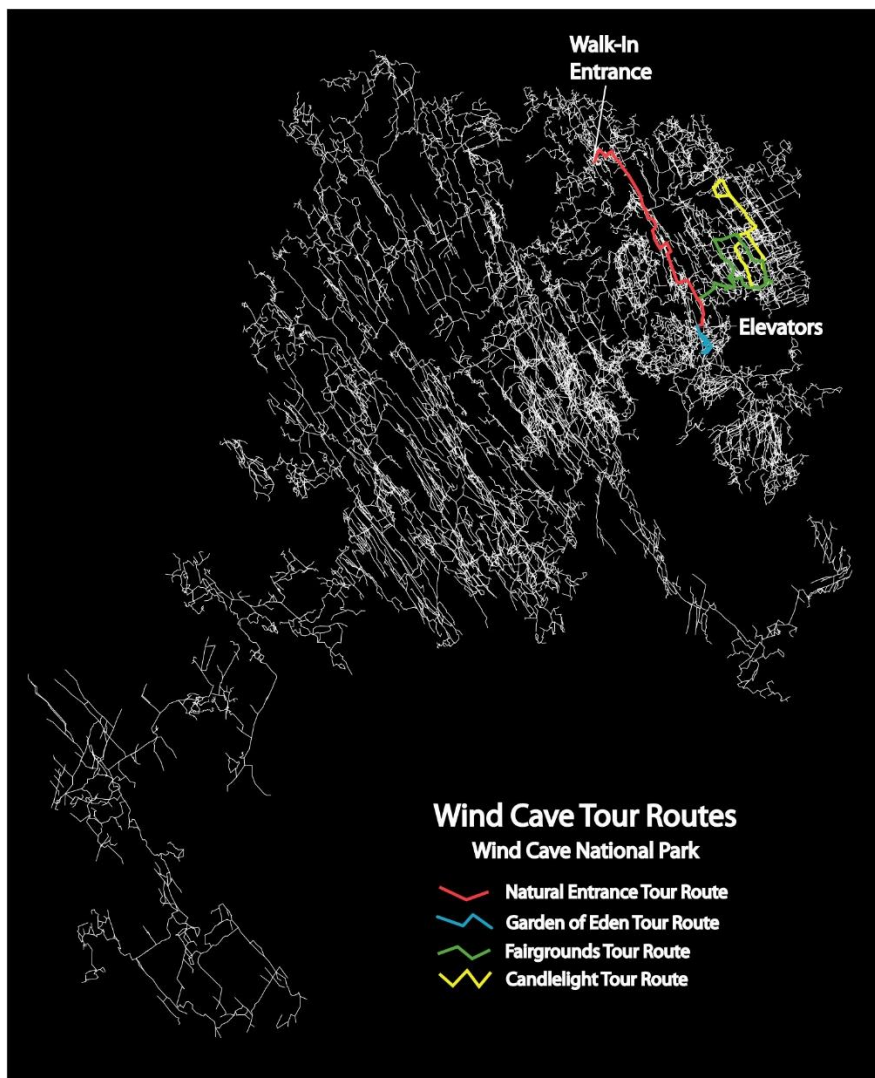 Walk-In
Entrance
Elevators
Wind Cave Tour Routes
Wind Cave National Park
Natural Entrance Tour Route
Garden of Eden Tour Route
Fairgrounds Tour Route
Candlelight Tour Route